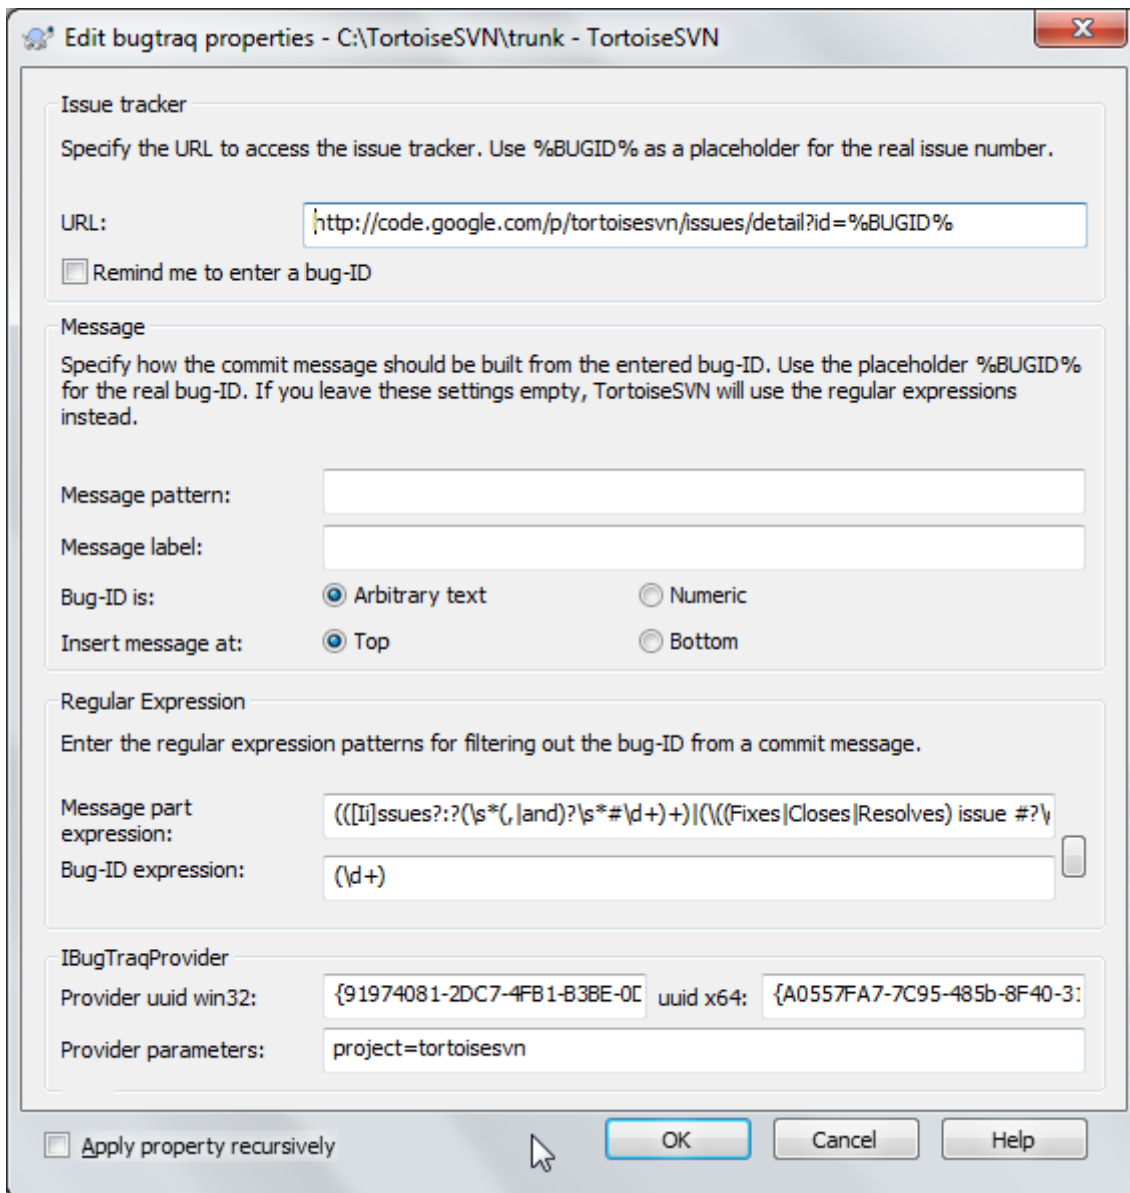 Edit bugtraq properties - C:\TortoiseSVN\trunk - TortoiseSVN
Issue tracker
Specify the URL to access the issue tracker. Use %BUGID% as a placeholder for the real issue number.
URL: http://code.google.com/p/tortoisesvn/issues/detail?id=%BUGID%
Remind me to enter a bug-ID
Message
Specify how the commit message should be built from the entered bug-ID. Use the placeholder %BUGID%
for the real bug-ID. If you leave these settings empty, TortoiseSVN will use the regular expressions
instead.
Message pattern:
Message label:
Bug-ID is: Arbitrary text Numeric
Insert message at: Top Bottom
Regular Expression
Enter the regular expression patterns for filtering out the bug-ID from a commit message.
Message part
expression: (([Ii]ssues?:?(\s*(,|and)?\s*#\d+)+)|(\((Fixes|Closes|Resolves) issue #?\
Bug-ID expression: (\d+)
IBugTraqProvider
Provider uuid win32: {91974081-2DC7-4FB1-B3BE-0D uuid x64: {A0557FA7-7C95-485b-8F40-31
Provider parameters: project=tortoisesvn
Apply property recursively OK Cancel Help